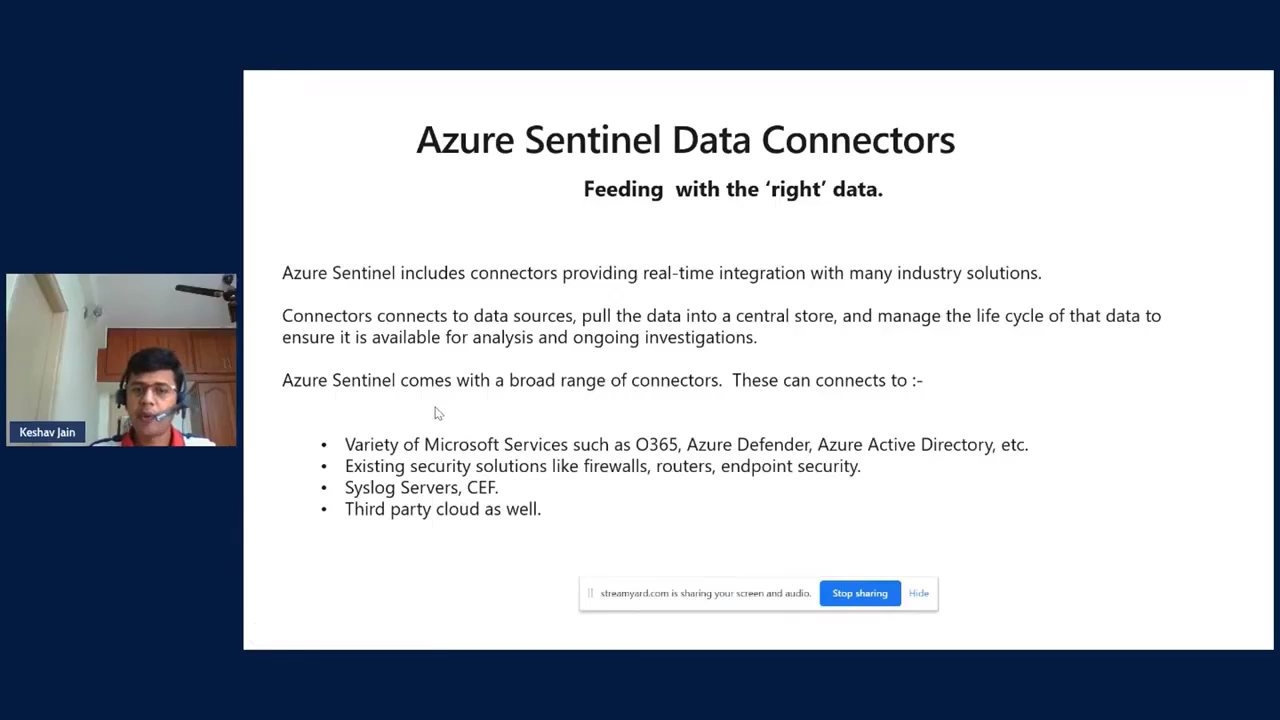 Azure Sentinel Data Connectors
Feeding  with the ‘right’ data.
Azure Sentinel includes connectors providing real-time integration with many industry solutions.
Connectors connects to data sources, pull the data into a central store, and manage the life cycle of that data to
ensure it is available for analysis and ongoing investigations.
Azure Sentinel comes with a broad range of connectors.  These can connects to :-
Keshav Jain
• Variety of Microsoft Services such as O365, Azure Defender, Azure Active Directory, etc.
• Existing security solutions like firewalls, routers, endpoint security.
• Syslog Servers, CEF.
• Third party cloud as well.
streamyard.com is sharing your screen and audio. Stop sharing Hide